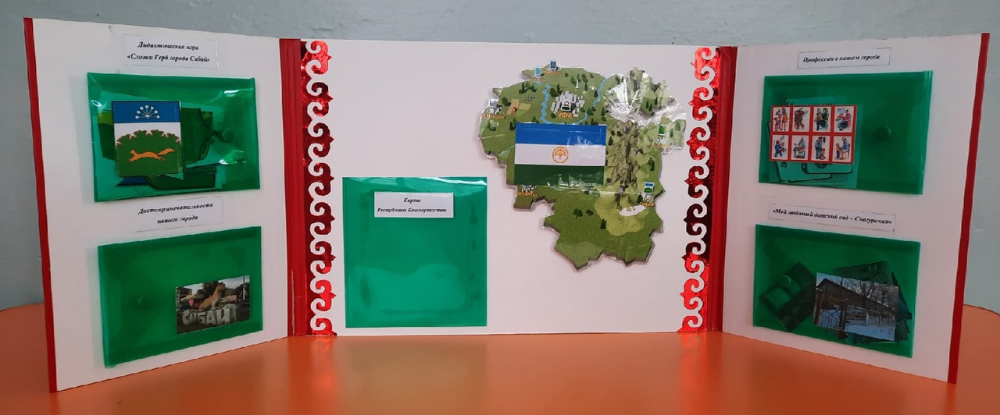 Дидактическая игра
«Сложи Герб города Сибай»
Достопримечательности
нашего города
СИБАЙ
Карта
Республики Башкортостан
УФА
Профессии в нашем городе
«Мой любимый детский сад – Снегурочка»